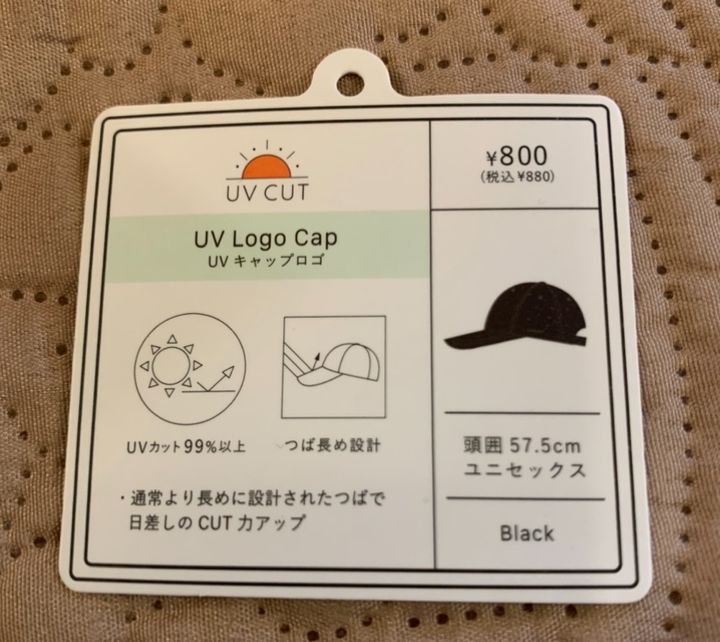 UV CUT
UV Logo Cap
UV キャップロゴ
UVカット99%以上
つば長め設計
・通常より長めに設計されたつばで
日差しの CUT 力アップ
¥800
(税込 ¥880)
頭囲 57.5cm
ユニセックス
Black